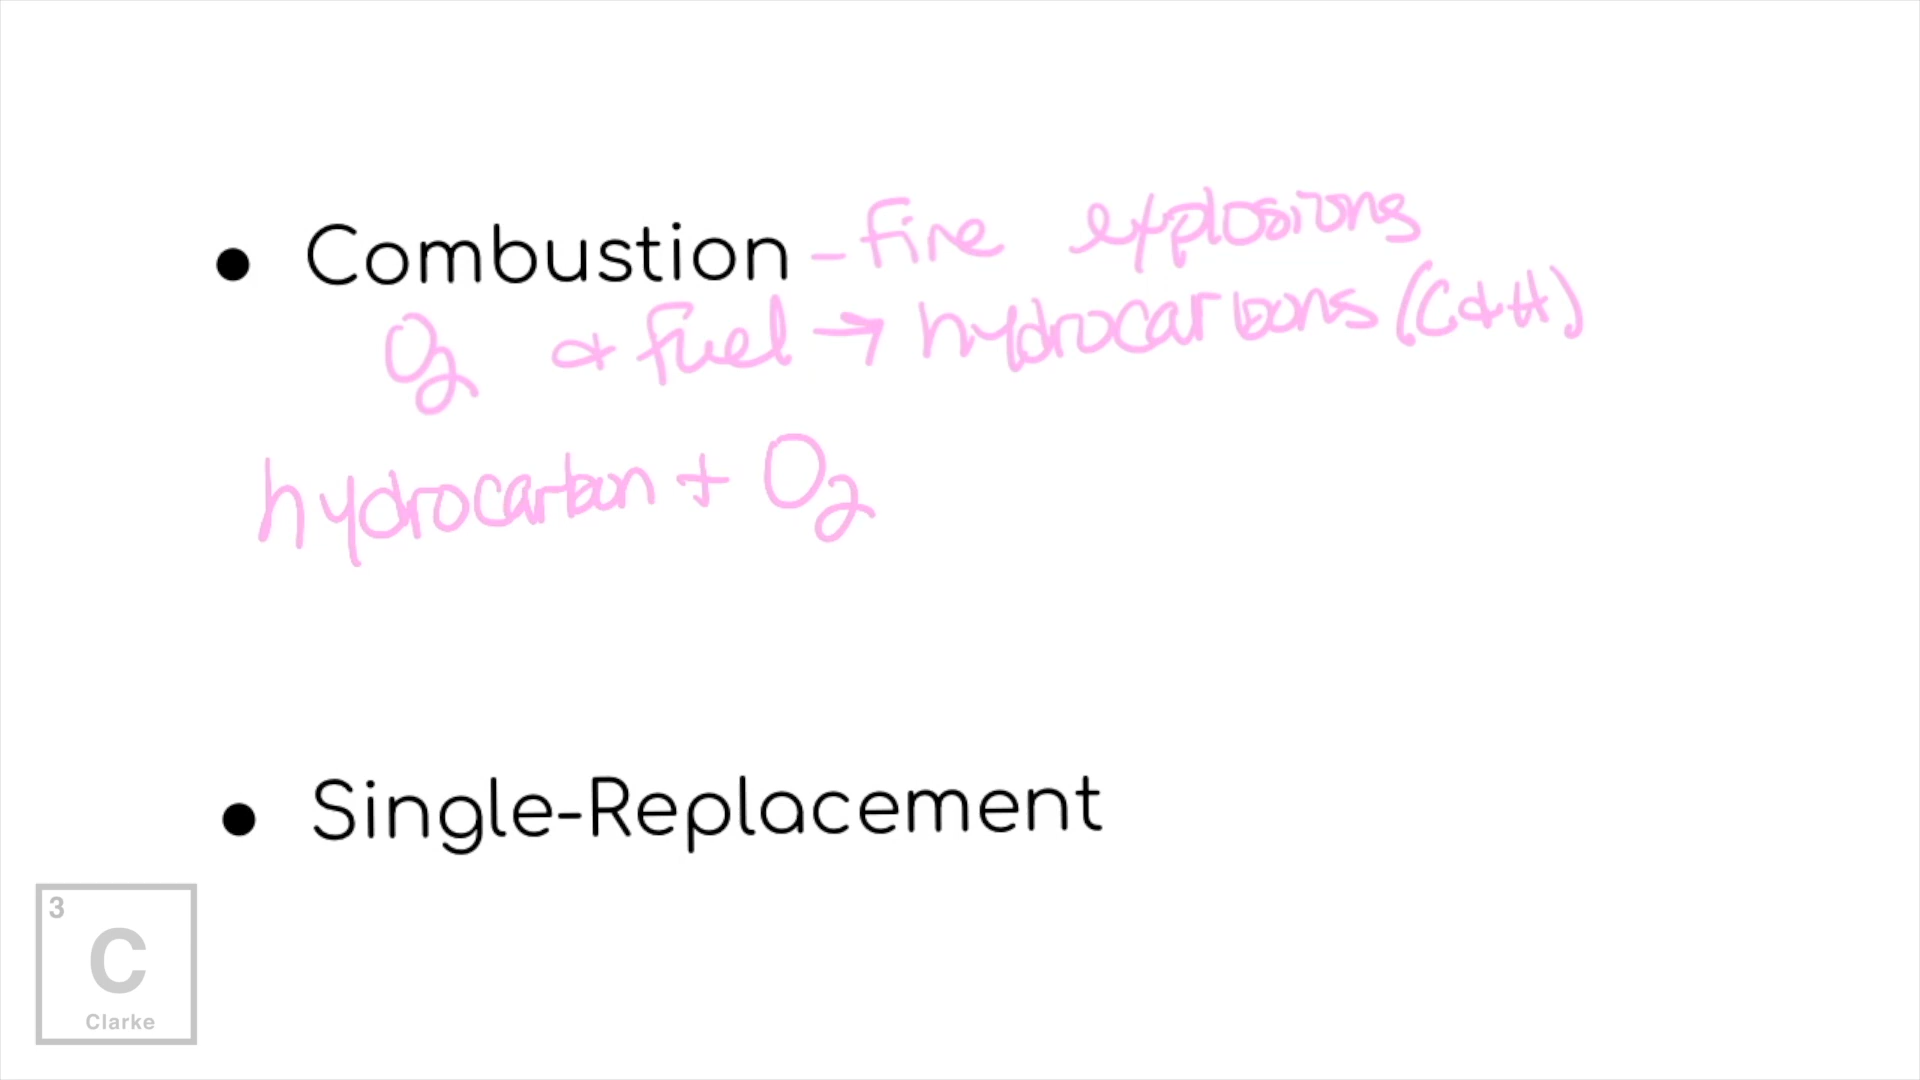 • Combustion - fire explosions
O2 & fuel → hydrocarbons (C & H)
hydrocarbon + O2
• Single-Replacement
3
C
Clarke